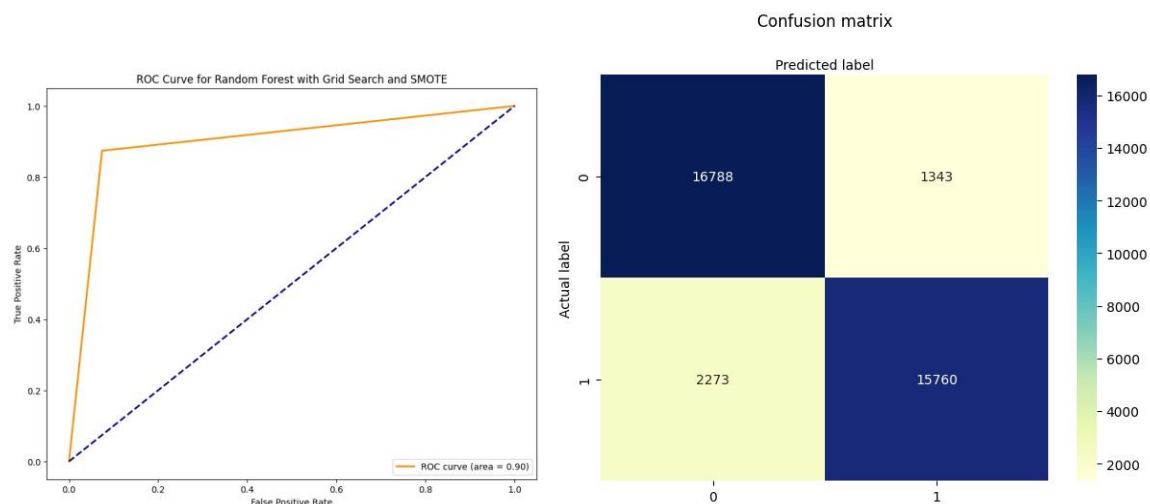 ROC Curve for Random Forest with Grid Search and SMOTE
1.0
0.8
0.6
0.4
0.2
0.0
True Positive Rate
0.0 0.2 0.4 0.6 0.8 1.0
False Positive Rate
ROC curve (area = 0.90)
Confusion matrix
Predicted label
Actual label
0
16788 1343
1
2273 15760
0 1
16000
14000
12000
10000
8000
6000
4000
2000